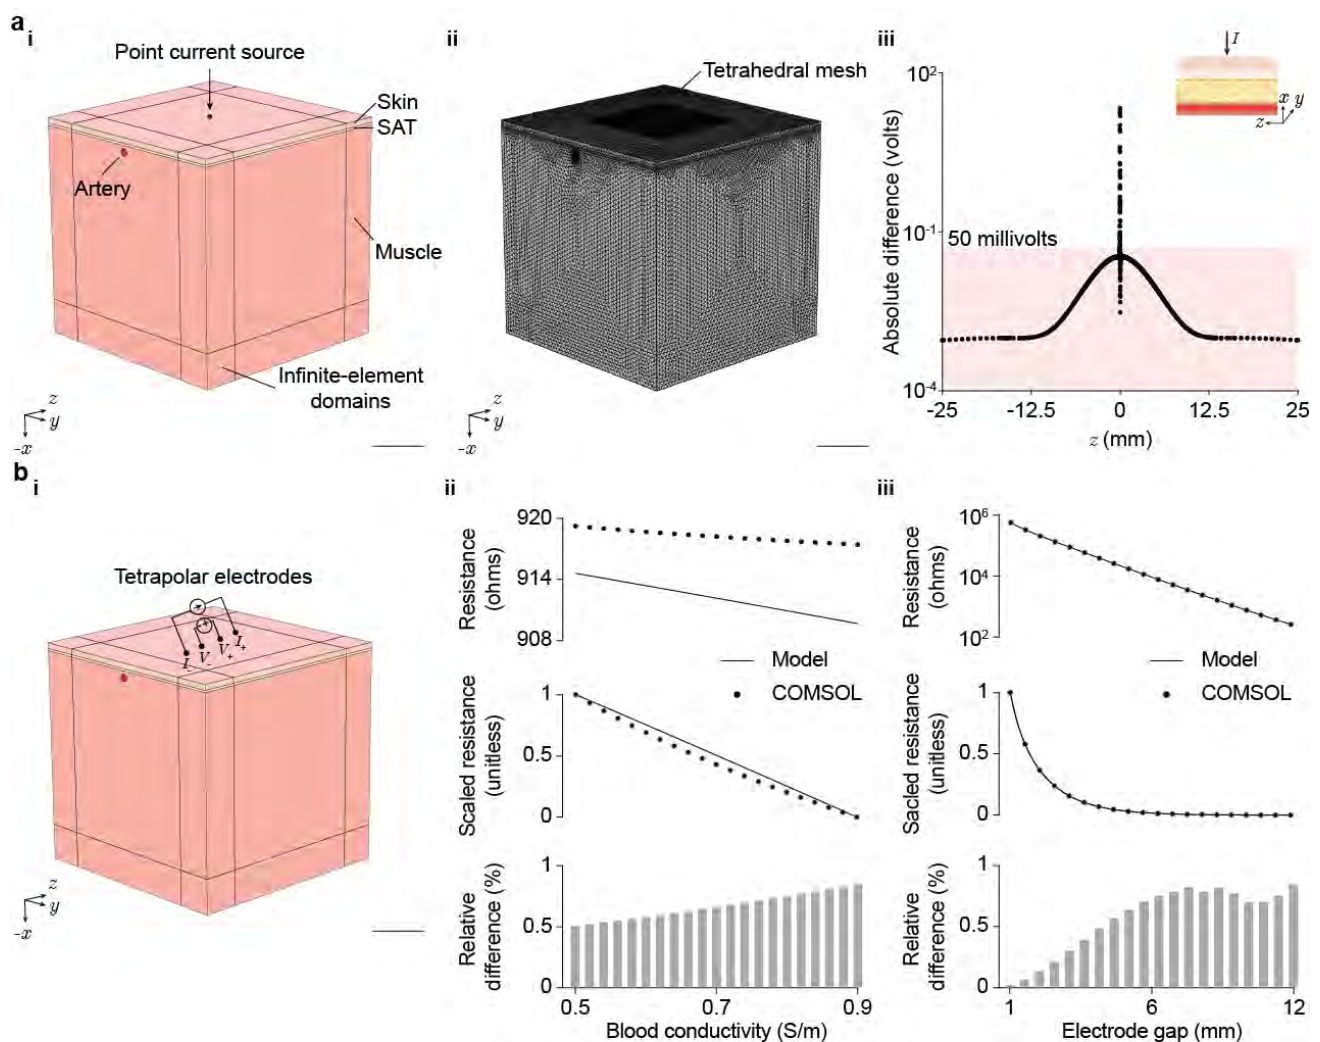 a
i
Point current source
Skin
SAT
Artery
Muscle
Infinite-element
domains
z
y
-x
ii
Tetrahedral mesh
z
y
-x
iii
I
x y
z
Absolute difference (volts)
10²
10⁻¹
10⁻⁴
50 millivolts
-25
-12.5
0
12.5
25
z (mm)
b
i
Tetrapolar electrodes
I₋
V₋
V₊
I₊
z
y
-x
ii
Resistance
(ohms)
920
914
908
Model
COMSOL
Scaled resistance
(unitless)
1
0.5
0
Relative
difference (%)
1
0.5
0
0.5
0.7
0.9
Blood conductivity (S/m)
iii
Resistance
(ohms)
10⁶
10⁴
10²
Model
COMSOL
Sacled resistance
(unitless)
1
0.5
0
Relative
difference (%)
1
0.5
0
1
6
12
Electrode gap (mm)